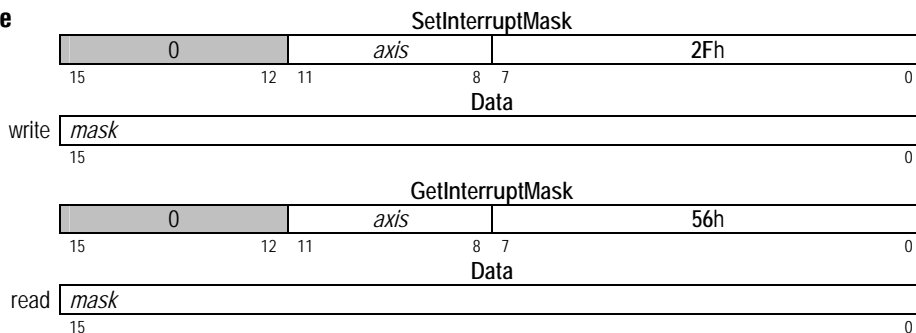 e
SetInterruptMask
0 axis 2Fh
15 12 11 8 7 0
Data
write mask
15 0
GetInterruptMask
0 axis 56h
15 12 11 8 7 0
Data
read mask
15 0